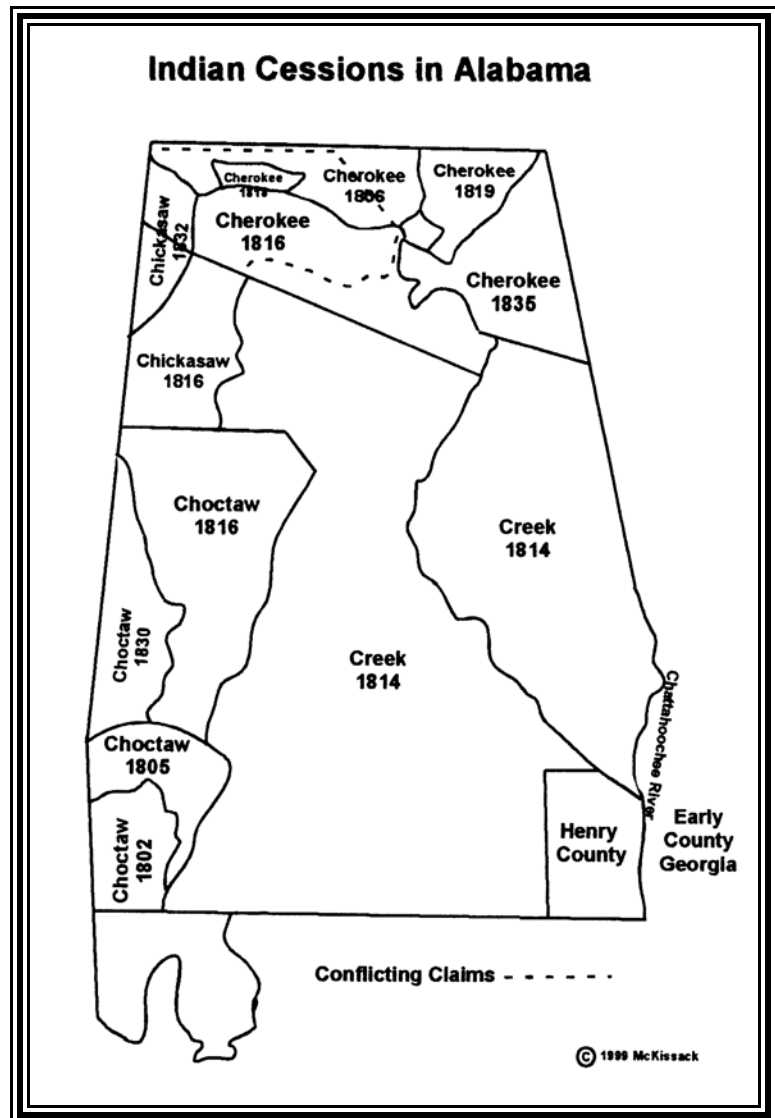 Indian Cessions in Alabama
Cherokee
1806
Cherokee
1819
Cherokee
Cherokee
1816
Chickasaw
1832
Cherokee
1835
Chickasaw
1816
Choctaw
1816
Creek
1814
Choctaw
1830
Creek
1814
Chattahoochee River
Choctaw
1805
Choctaw
1802
Henry
County
Early
County
Georgia
Conflicting Claims
© 1999 McKissack